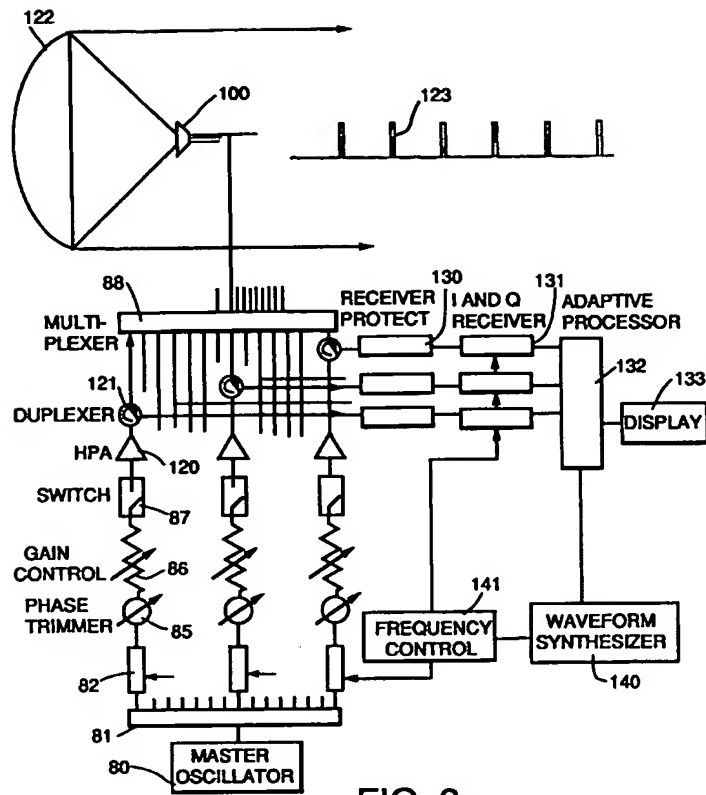 122
100
123
88
130
131
RECEIVER
PROTECT
I AND Q
RECEIVER
ADAPTIVE
PROCESSOR
MULTI-
PLEXER
132
121
133
DUPLEXER
DISPLAY
HPA
120
SWITCH
87
GAIN
CONTROL
86
141
PHASE
TRIMMER
85
FREQUENCY
CONTROL
WAVEFORM
SYNTHESIZER
82
140
81
MASTER
OSCILLATOR
80